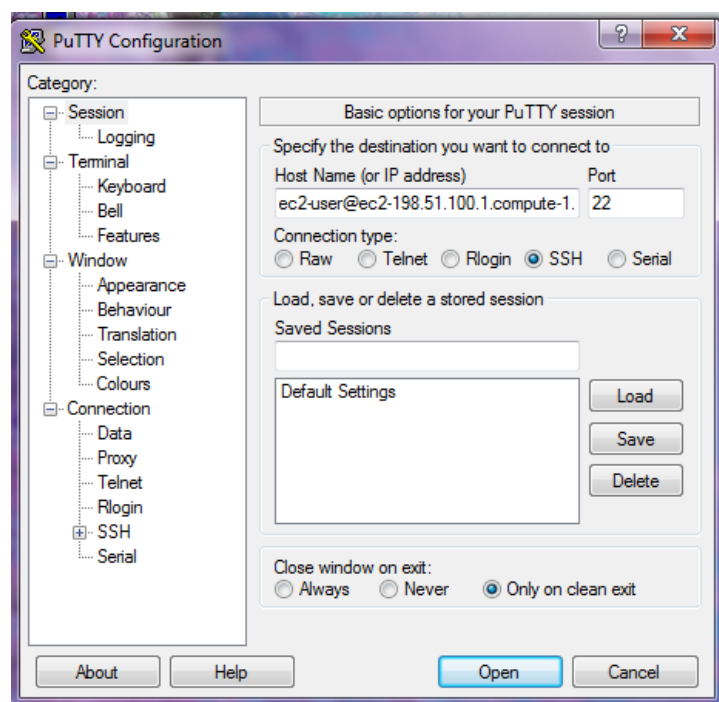 PuTTY Configuration
Category:
Session
Logging
Terminal
Keyboard
Bell
Features
Window
Appearance
Behaviour
Translation
Selection
Colours
Connection
Data
Proxy
Telnet
Rlogin
SSH
Serial
Basic options for your PuTTY session
Specify the destination you want to connect to
Host Name (or IP address) Port
ec2-user@ec2-198.51.100.1.compute-1. 22
Connection type:
Raw Telnet Rlogin SSH Serial
Load, save or delete a stored session
Saved Sessions
Default Settings
Load
Save
Delete
Close window on exit:
Always Never Only on clean exit
About Help Open Cancel